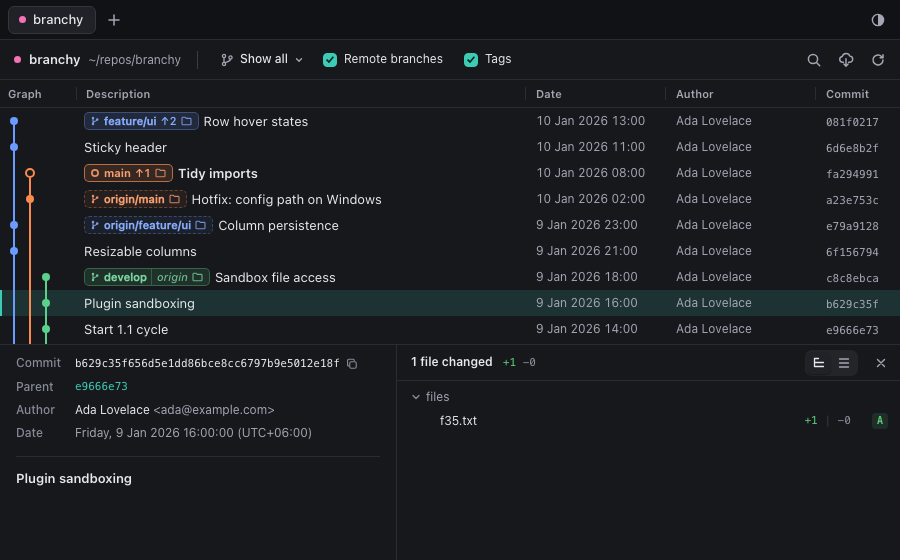 branchy
branchy ~/repos/branchy Show all Remote branches Tags
Graph Description Date Author Commit
feature/ui ↑2 Row hover states 10 Jan 2026 13:00 Ada Lovelace 081f0217
Sticky header 10 Jan 2026 11:00 Ada Lovelace 6d6e8b2f
main ↑1 Tidy imports 10 Jan 2026 08:00 Ada Lovelace fa294991
origin/main Hotfix: config path on Windows 10 Jan 2026 02:00 Ada Lovelace a23e753c
origin/feature/ui Column persistence 9 Jan 2026 23:00 Ada Lovelace e79a9128
Resizable columns 9 Jan 2026 21:00 Ada Lovelace 6f156794
develop origin Sandbox file access 9 Jan 2026 18:00 Ada Lovelace c8c8ebca
Plugin sandboxing 9 Jan 2026 16:00 Ada Lovelace b629c35f
Start 1.1 cycle 9 Jan 2026 14:00 Ada Lovelace e9666e73
Commit b629c35f656d5e1dd86bce8cc6797b9e5012e18f
Parent e9666e73
Author Ada Lovelace <ada@example.com>
Date Friday, 9 Jan 2026 16:00:00 (UTC+06:00)
Plugin sandboxing
1 file changed +1 −0
files
f35.txt +1 −0 A